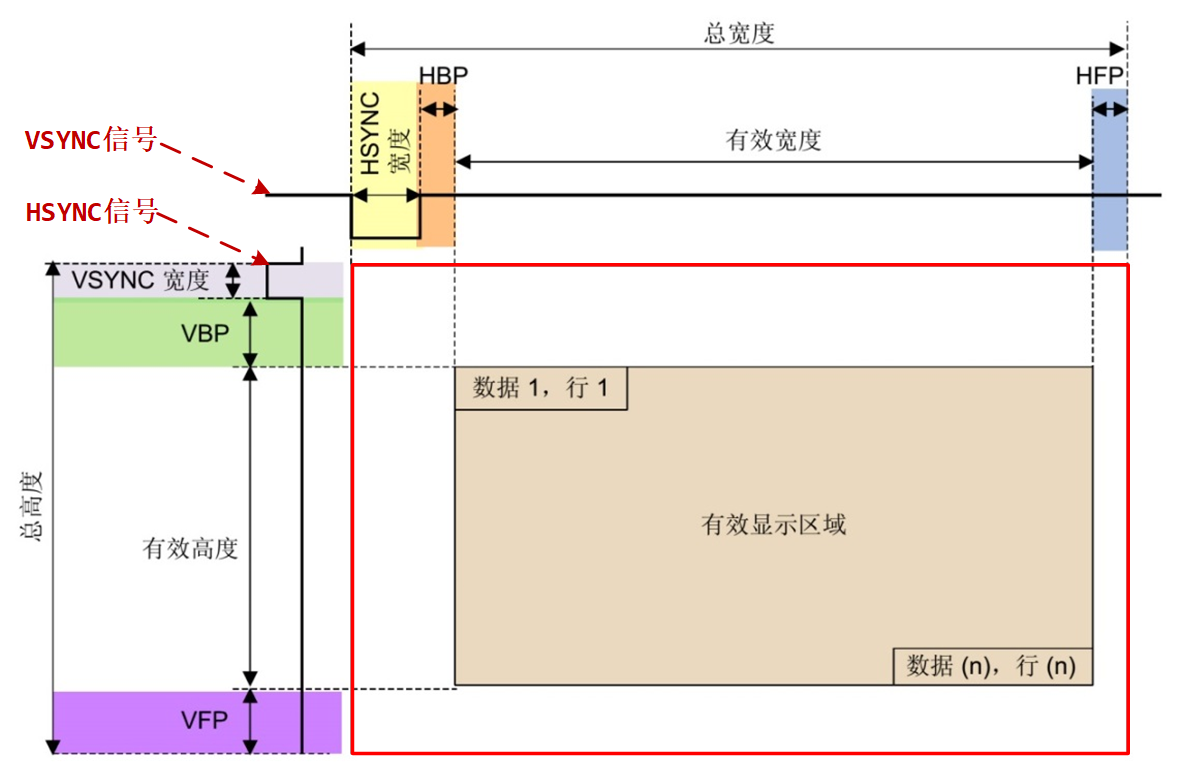 总宽度
HBP
HFP
HSYNC
宽度
有效宽度
VSYNC信号
HSYNC信号
VSYNC 宽度
VBP
数据 1，行 1
总高度
有效显示区域
有效高度
数据 (n)，行 (n)
VFP